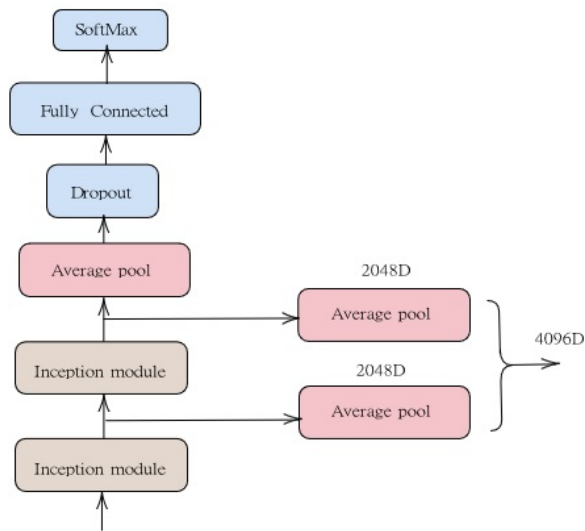 SoftMax
Fully Connected
Dropout
Average pool
2048D
Average pool
4096D
Inception module
2048D
Average pool
Inception module